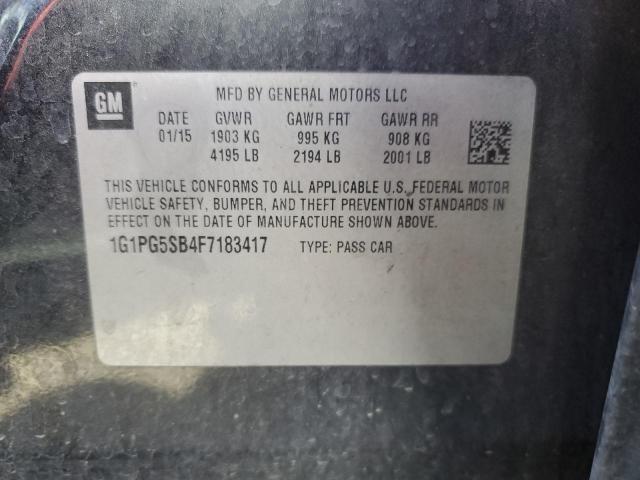 GM
MFD BY GENERAL MOTORS LLC
DATE GVWR GAWR FRT GAWR RR
01/15 1903 KG 995 KG 908 KG
4195 LB 2194 LB 2001 LB
THIS VEHICLE CONFORMS TO ALL APPLICABLE U.S. FEDERAL MOTOR
VEHICLE SAFETY, BUMPER, AND THEFT PREVENTION STANDARDS IN
EFFECT ON THE DATE OF MANUFACTURE SHOWN ABOVE.
1G1PG5SB4F7183417 TYPE: PASS CAR